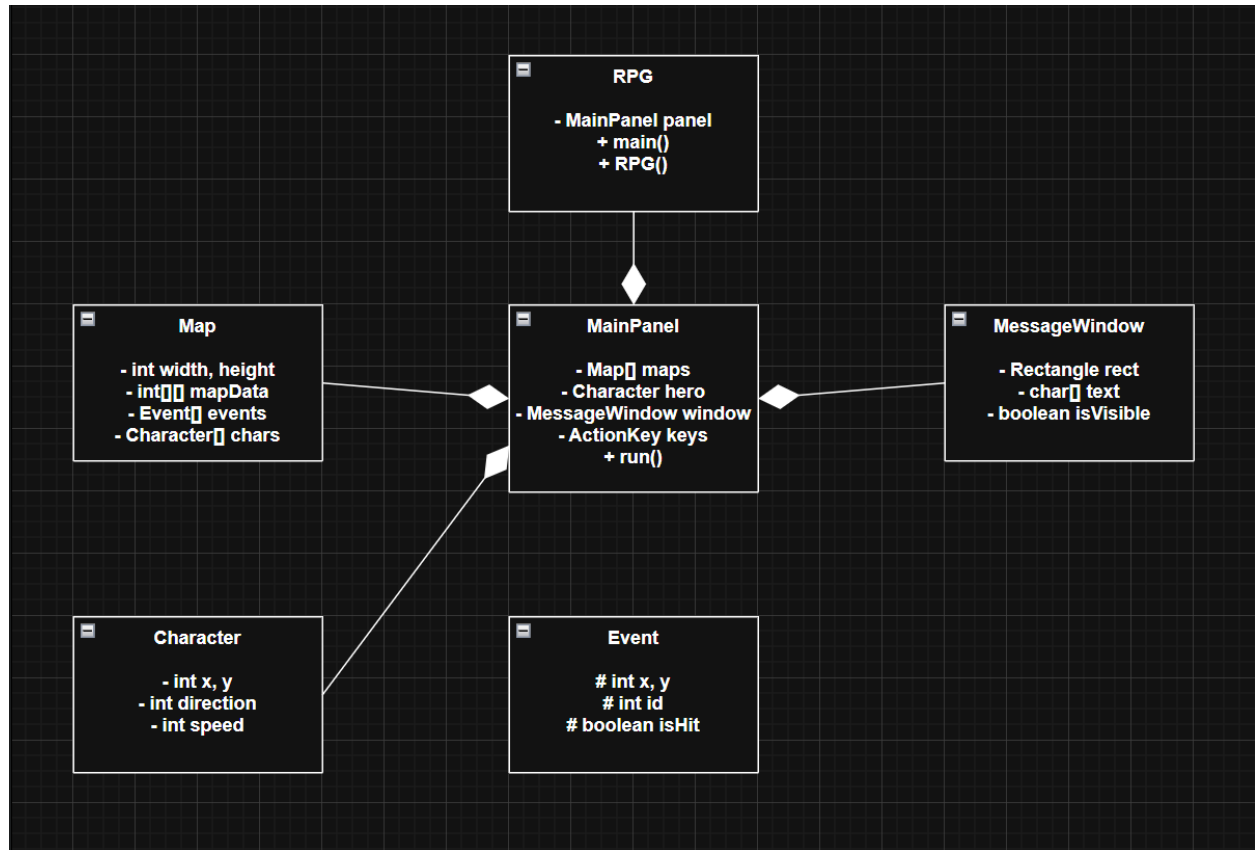 RPG
- MainPanel panel
+ main()
+ RPG()
Map
- int width, height
- int[][] mapData
- Event[] events
- Character[] chars
MainPanel
- Map[] maps
- Character hero
- MessageWindow window
- ActionKey keys
+ run()
MessageWindow
- Rectangle rect
- char[] text
- boolean isVisible
Character
- int x, y
- int direction
- int speed
Event
# int x, y
# int id
# boolean isHit